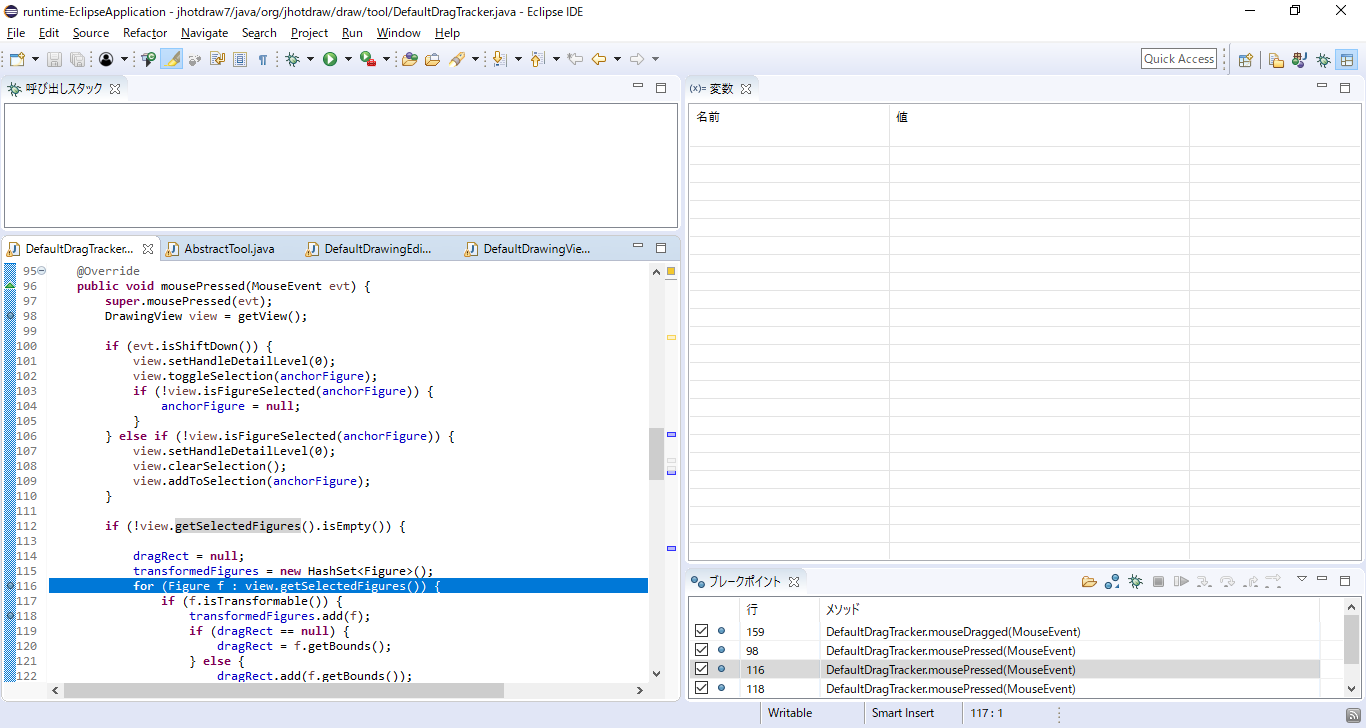 runtime-EclipseApplication - jhotdraw7/java/org/jhotdraw/draw/tool/DefaultDragTracker.java - Eclipse IDE
File Edit Source Refactor Navigate Search Project Run Window Help
Quick Access
呼び出しスタック
(x)= 変数
名前 値
DefaultDragTracker... AbstractTool.java DefaultDrawingEdi... DefaultDrawingVie...
95 @Override
96 public void mousePressed(MouseEvent evt) {
97 super.mousePressed(evt);
98 DrawingView view = getView();
99
100 if (evt.isShiftDown()) {
101 view.setHandleDetailLevel(0);
102 view.toggleSelection(anchorFigure);
103 if (!view.isFigureSelected(anchorFigure)) {
104 anchorFigure = null;
105 }
106 } else if (!view.isFigureSelected(anchorFigure)) {
107 view.setHandleDetailLevel(0);
108 view.clearSelection();
109 view.addToSelection(anchorFigure);
110 }
111
112 if (!view.getSelectedFigures().isEmpty()) {
113
114 dragRect = null;
115 transformedFigures = new HashSet<Figure>();
116 for (Figure f : view.getSelectedFigures()) {
117 if (f.isTransformable()) {
118 transformedFigures.add(f);
119 if (dragRect == null) {
120 dragRect = f.getBounds();
121 } else {
122 dragRect.add(f.getBounds());
ブレークポイント
行 メソッド
159 DefaultDragTracker.mouseDragged(MouseEvent)
98 DefaultDragTracker.mousePressed(MouseEvent)
116 DefaultDragTracker.mousePressed(MouseEvent)
118 DefaultDragTracker.mousePressed(MouseEvent)
Writable Smart Insert 117 : 1